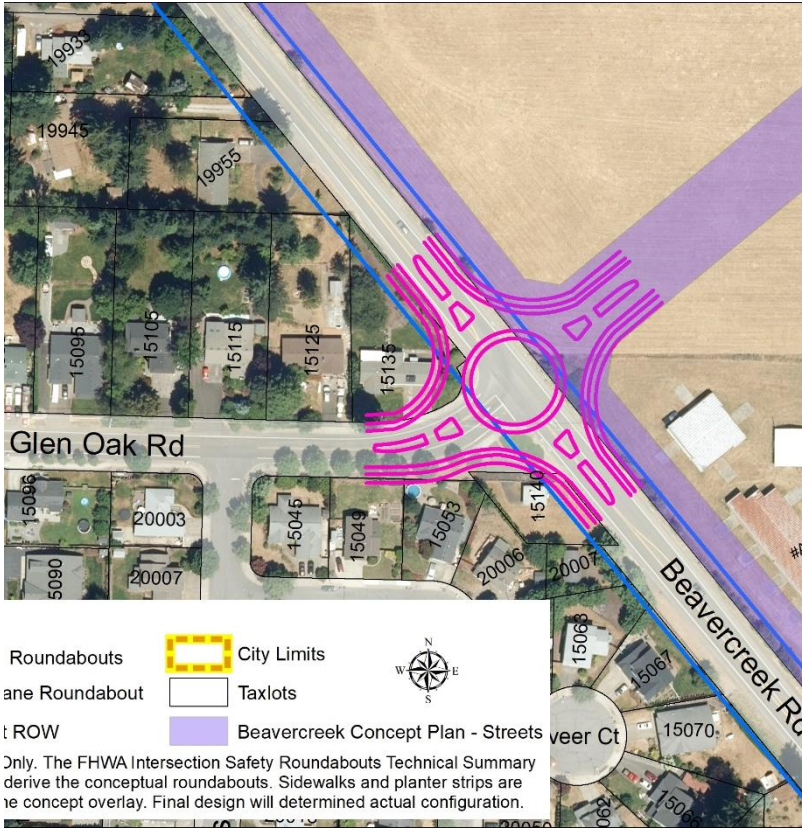 19933
19945
19955
15095
15105
15115
15125
15135
Glen Oak Rd
15096
20003
15045
15049
15053
15140
5090
20007
20006
20007
Beavercreek Rd
15063
15067
15070
veer Ct
15066
Roundabouts
City Limits
N
W E
S
ane Roundabout
Taxlots
t ROW
Beavercreek Concept Plan - Streets
Only. The FHWA Intersection Safety Roundabouts Technical Summary
derive the conceptual roundabouts. Sidewalks and planter strips are
e concept overlay. Final design will determined actual configuration.